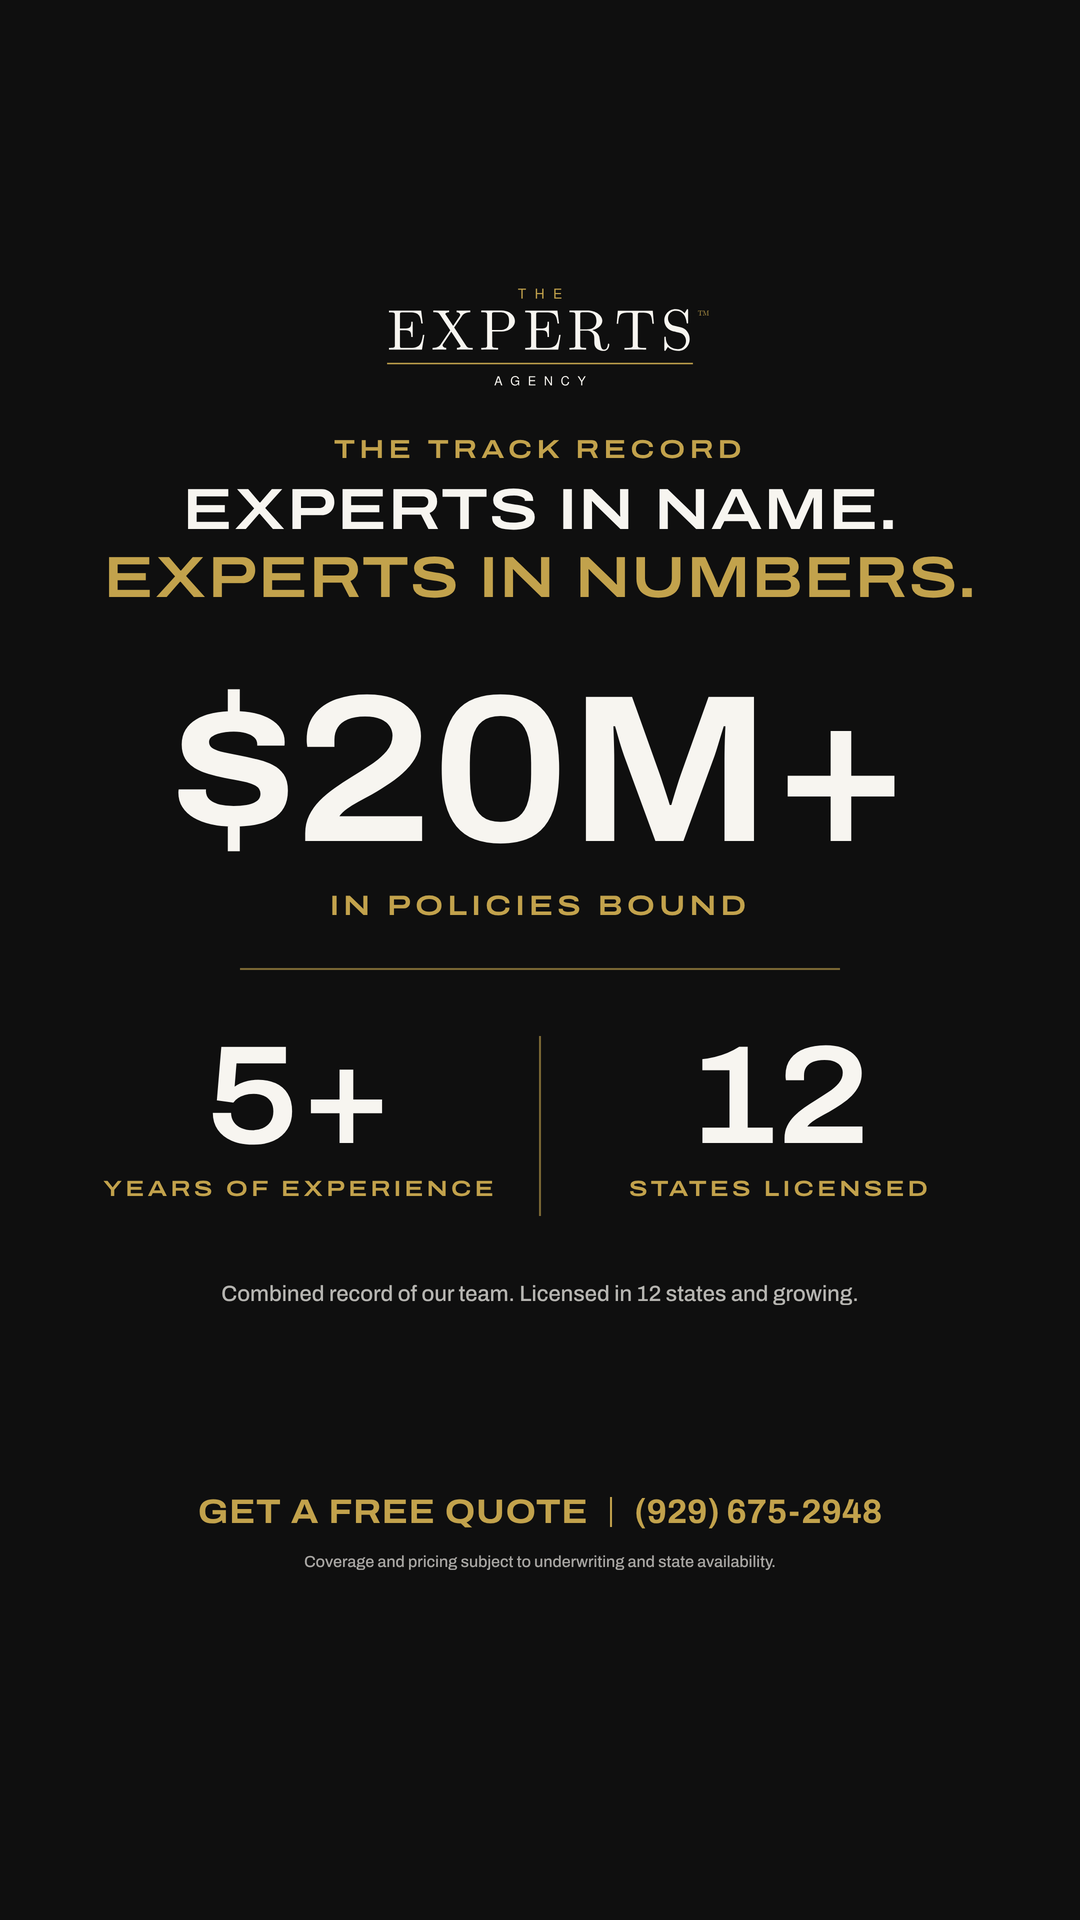 THE
EXPERTS™
AGENCY
THE TRACK RECORD
EXPERTS IN NAME.
EXPERTS IN NUMBERS.
$20M+
IN POLICIES BOUND
5+
YEARS OF EXPERIENCE
12
STATES LICENSED
Combined record of our team. Licensed in 12 states and growing.
GET A FREE QUOTE | (929) 675-2948
Coverage and pricing subject to underwriting and state availability.